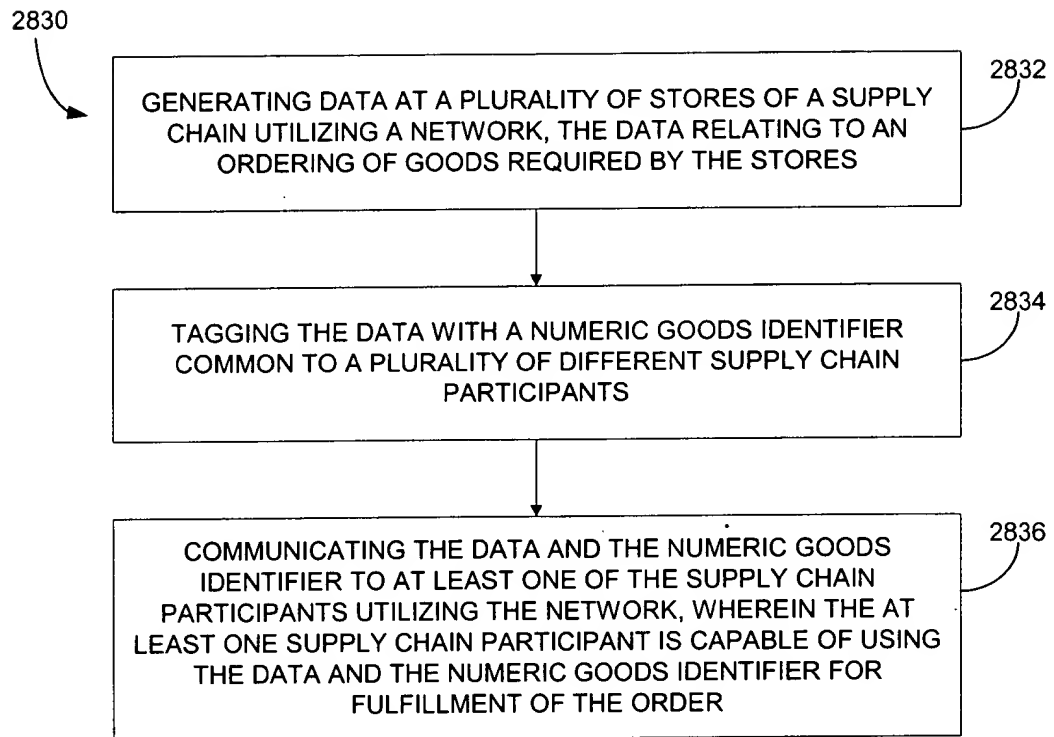 2830
2832
GENERATING DATA AT A PLURALITY OF STORES OF A SUPPLY
CHAIN UTILIZING A NETWORK, THE DATA RELATING TO AN
ORDERING OF GOODS REQUIRED BY THE STORES
2834
TAGGING THE DATA WITH A NUMERIC GOODS IDENTIFIER
COMMON TO A PLURALITY OF DIFFERENT SUPPLY CHAIN
PARTICIPANTS
2836
COMMUNICATING THE DATA AND THE NUMERIC GOODS
IDENTIFIER TO AT LEAST ONE OF THE SUPPLY CHAIN
PARTICIPANTS UTILIZING THE NETWORK, WHEREIN THE AT
LEAST ONE SUPPLY CHAIN PARTICIPANT IS CAPABLE OF USING
THE DATA AND THE NUMERIC GOODS IDENTIFIER FOR
FULFILLMENT OF THE ORDER